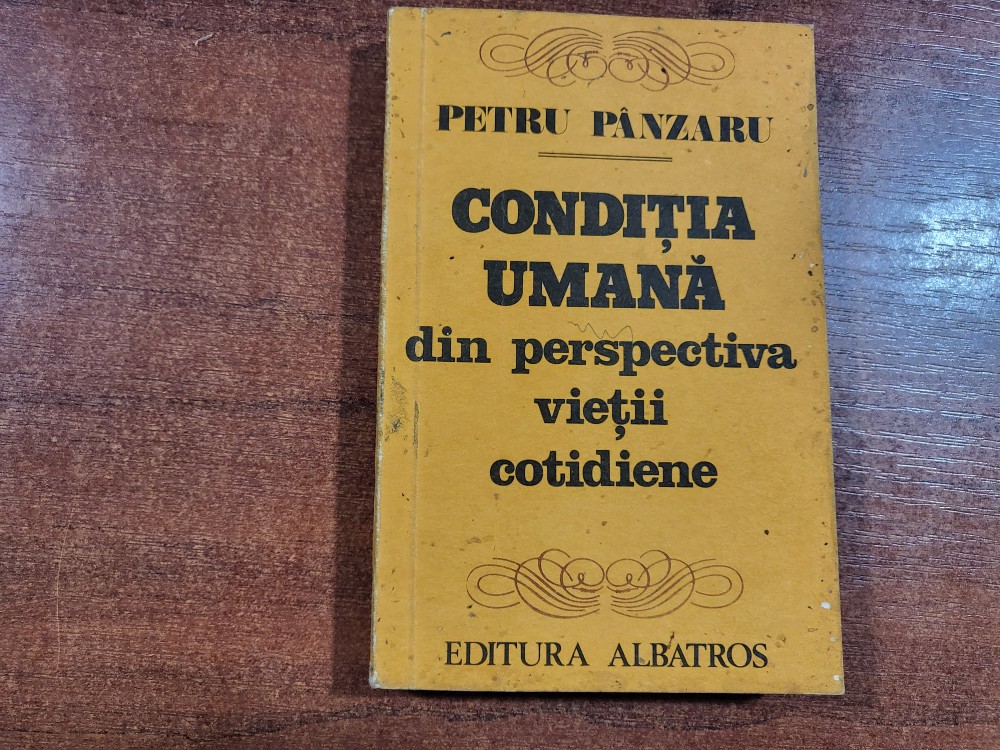 PETRU PÂNZARU
CONDIȚIA
UMANĂ
din perspectiva
vieții
cotidiene
EDITURA ALBATROS